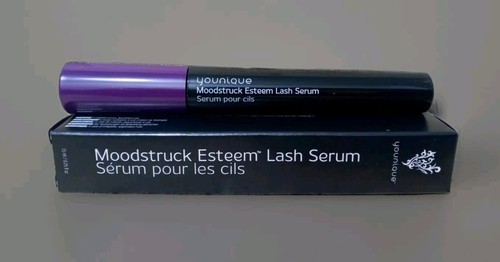 younique
Moodstruck Esteem Lash Serum
Serum pour cils
Moodstruck Esteem™ Lash Serum
Sérum pour les cils
younique